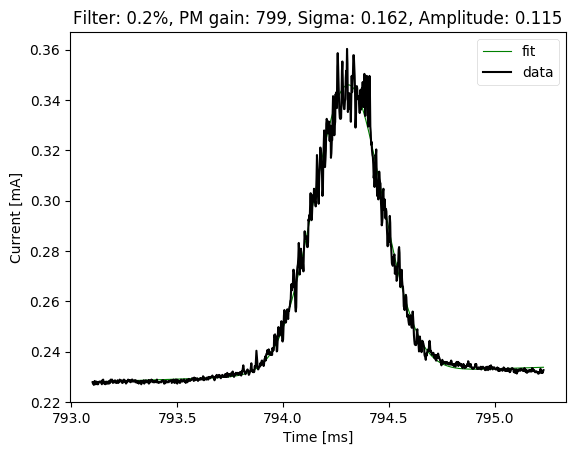 Filter: 0.2%, PM gain: 799, Sigma: 0.162, Amplitude: 0.115
fit
data
0.36
0.34
0.32
0.30
0.28
0.26
0.24
0.22
Current [mA]
793.0 793.5 794.0 794.5 795.0
Time [ms]